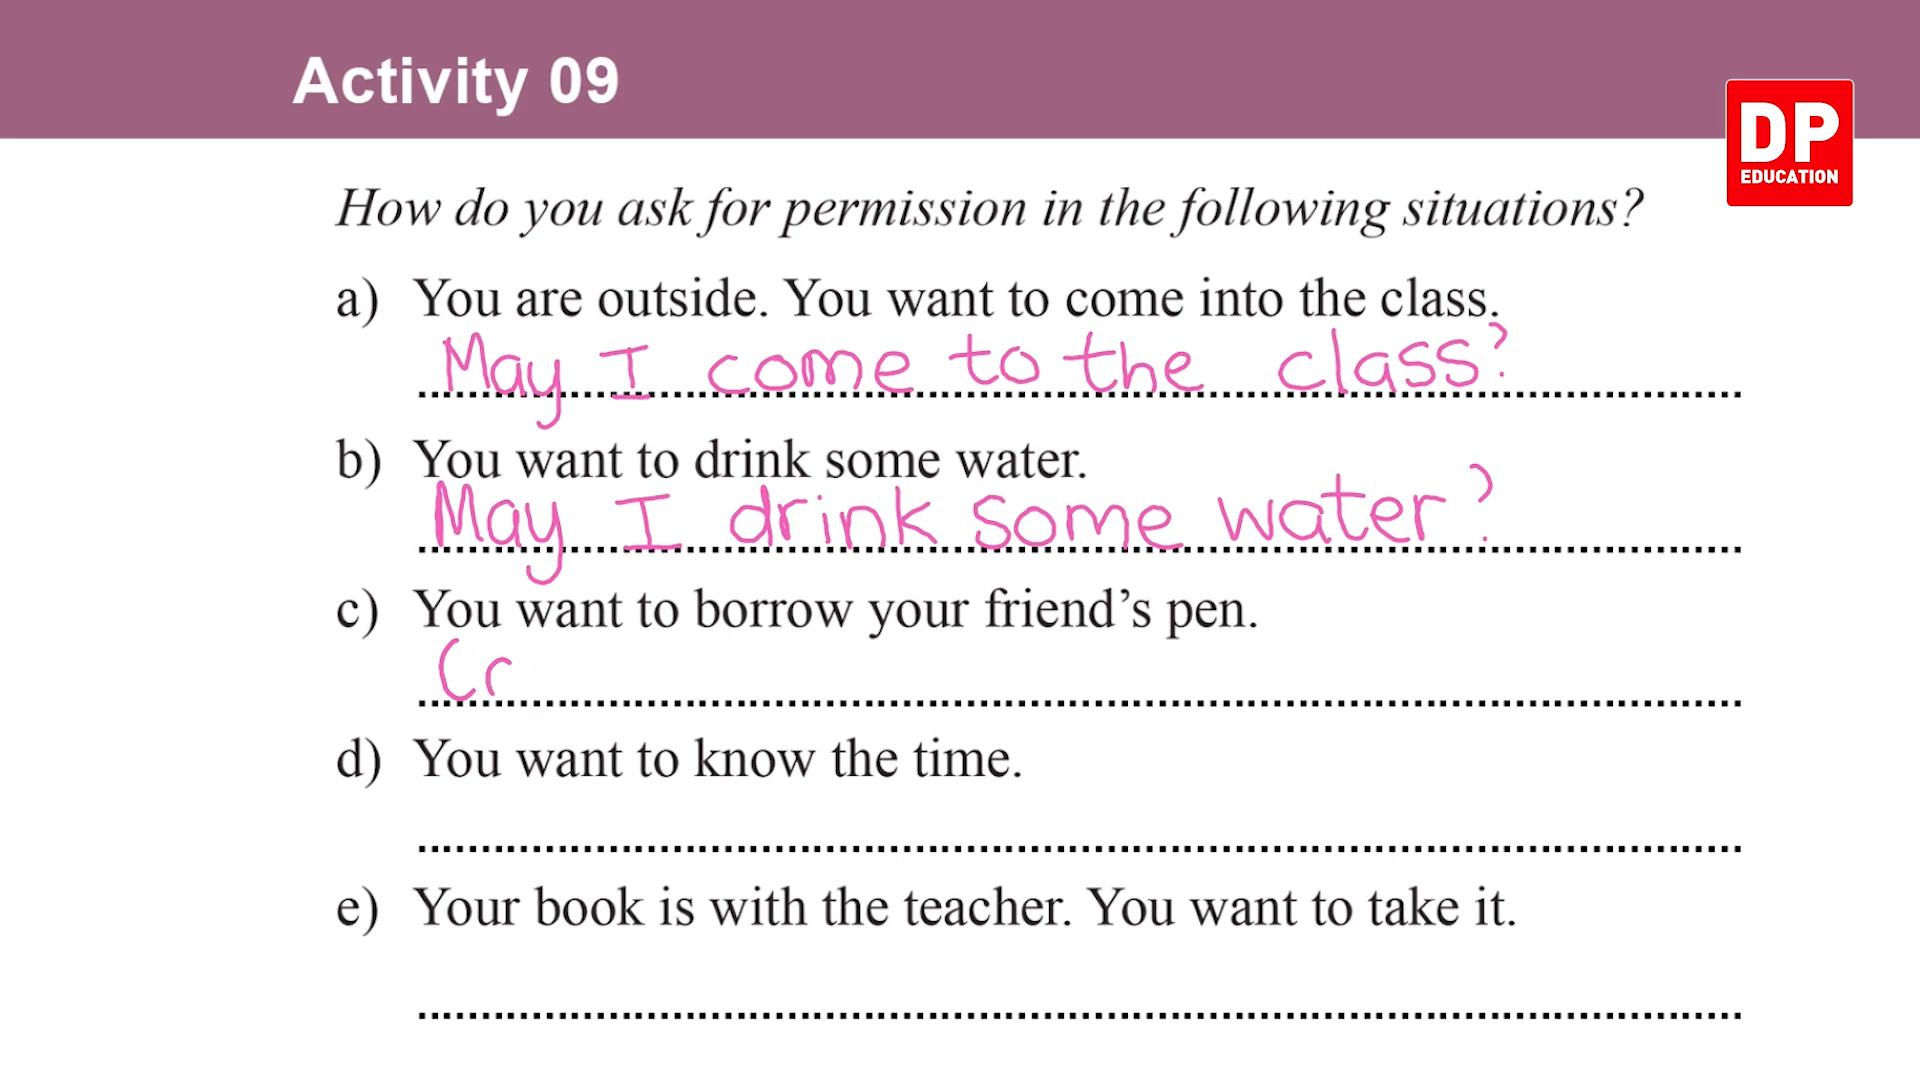 Activity 09
DP
EDUCATION
How do you ask for permission in the following situations?
a) You are outside. You want to come into the class.
May I come to the class?
b) You want to drink some water.
May I drink some water?
c) You want to borrow your friend's pen.
d) You want to know the time.
e) Your book is with the teacher. You want to take it.